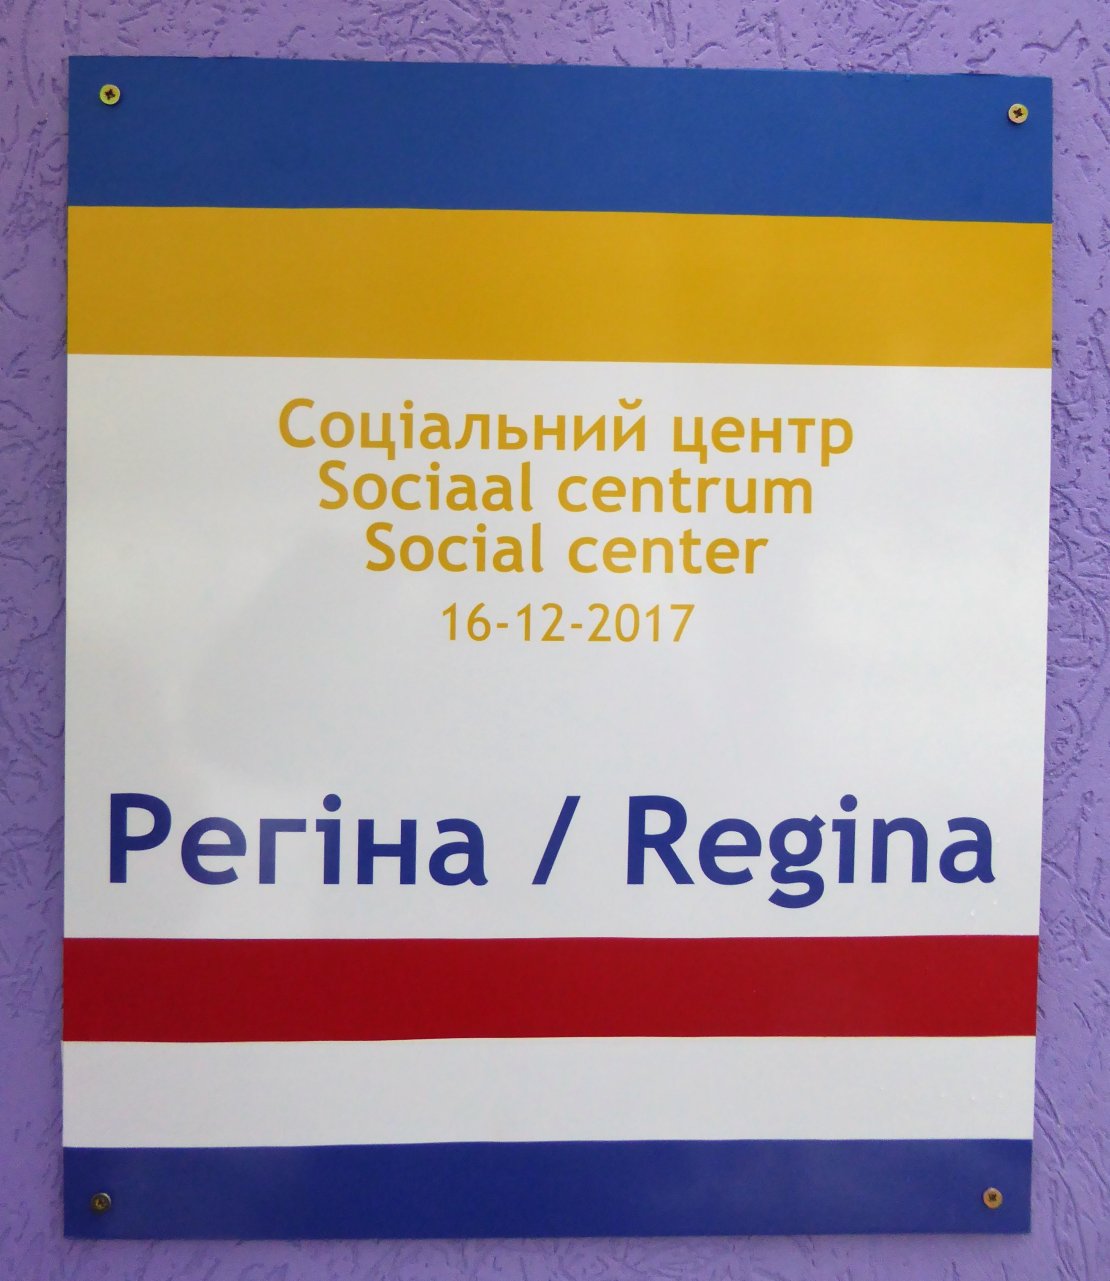 Соціальний центр
Sociaal centrum
Social center
16-12-2017
Регіна / Regina